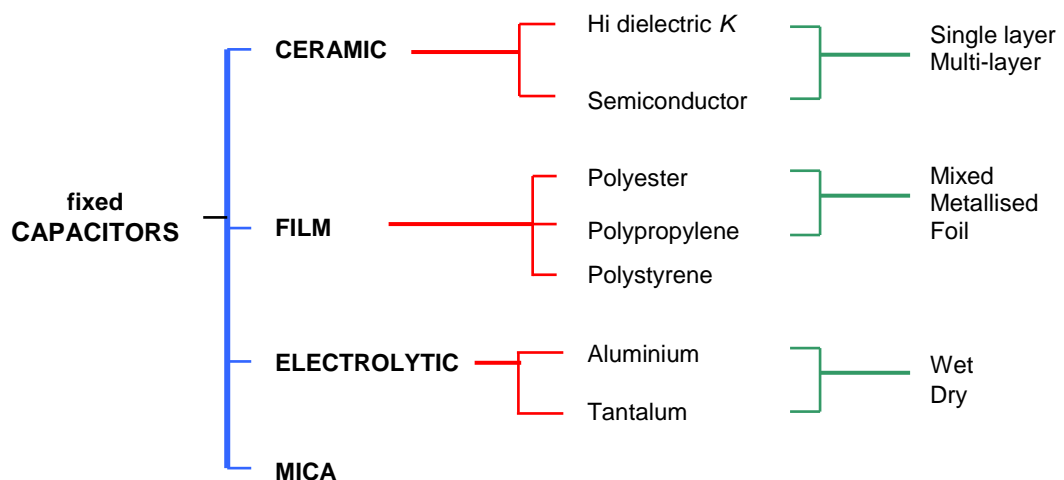 fixed
CAPACITORS
CERAMIC
Hi dielectric K
Semiconductor
Single layer
Multi-layer
FILM
Polyester
Polypropylene
Polystyrene
Mixed
Metallised
Foil
ELECTROLYTIC
Aluminium
Tantalum
Wet
Dry
MICA